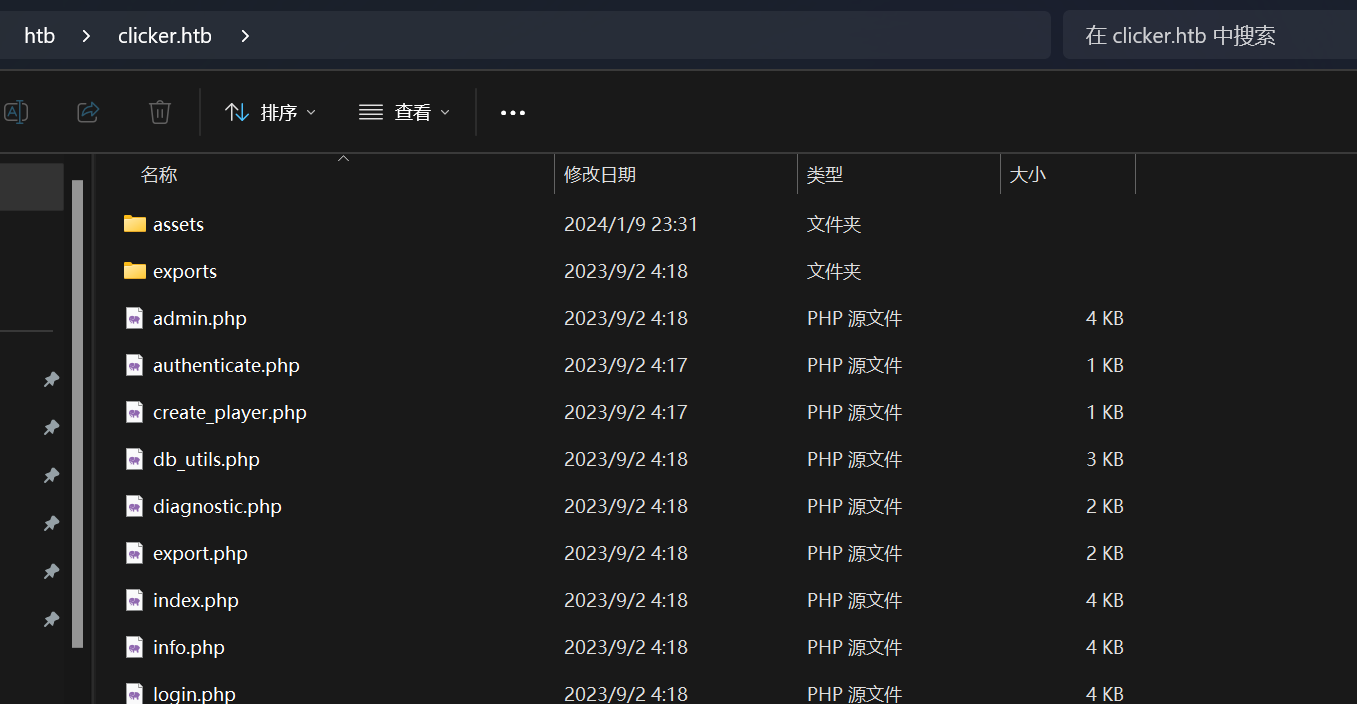 htb > clicker.htb > 在 clicker.htb 中搜索
排序 查看 ...
名称 修改日期 类型 大小
assets 2024/1/9 23:31 文件夹
exports 2023/9/2 4:18 文件夹
admin.php 2023/9/2 4:18 PHP 源文件 4 KB
authenticate.php 2023/9/2 4:17 PHP 源文件 1 KB
create_player.php 2023/9/2 4:17 PHP 源文件 1 KB
db_utils.php 2023/9/2 4:18 PHP 源文件 3 KB
diagnostic.php 2023/9/2 4:18 PHP 源文件 2 KB
export.php 2023/9/2 4:18 PHP 源文件 2 KB
index.php 2023/9/2 4:18 PHP 源文件 4 KB
info.php 2023/9/2 4:18 PHP 源文件 4 KB
login.php 2023/9/2 4:18 PHP 源文件 4 KB